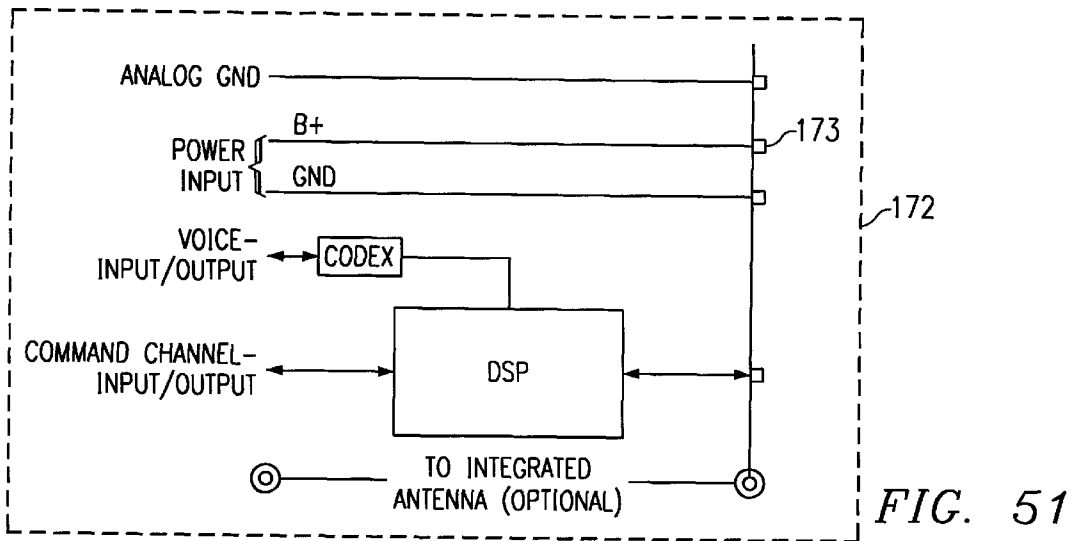 ANALOG GND
B+
173
POWER
INPUT
GND
172
VOICE-
INPUT/OUTPUT
CODEX
COMMAND CHANNEL-
INPUT/OUTPUT
DSP
TO INTEGRATED
ANTENNA (OPTIONAL)
FIG. 51